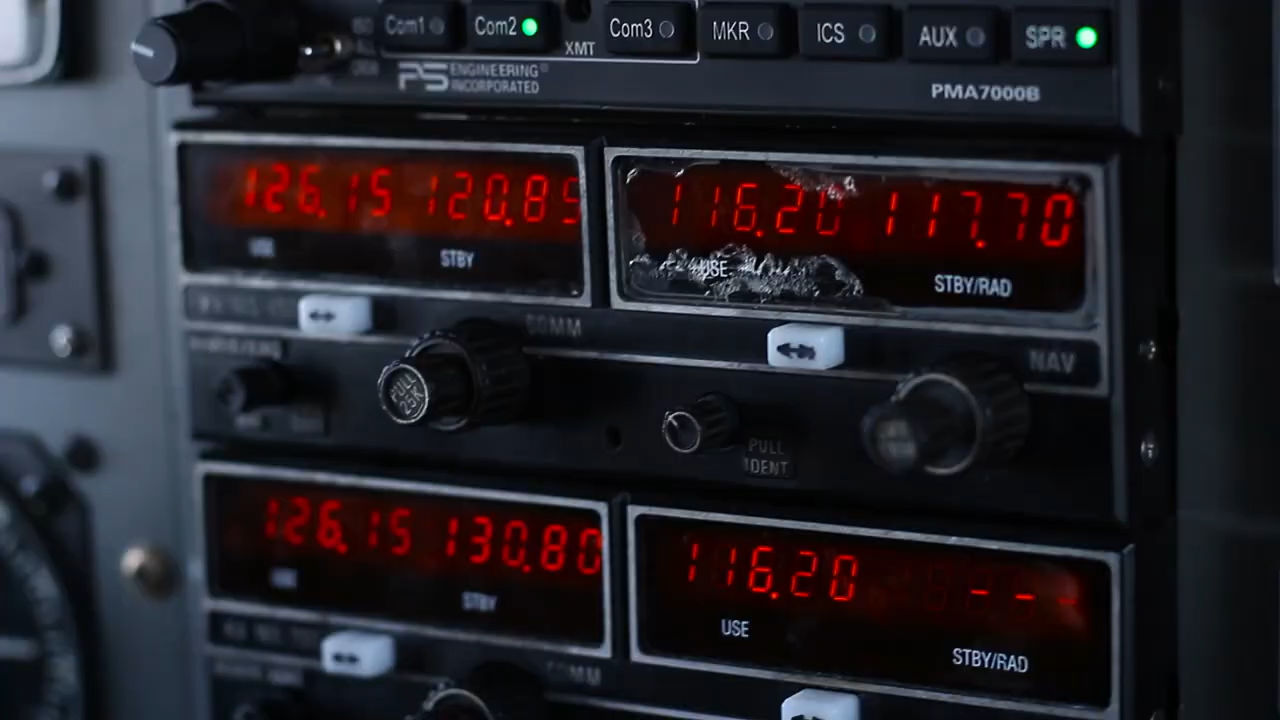 Com1 Com2 Com3 MKR ICS AUX SPR
XMT
PS ENGINEERING INCORPORATED
PMA7000B
126.15 120.85 116.20 117.70
USE STBY USE STBY/RAD
COMM
NAV
PULL 25K
PULL IDENT
126.15 130.80 116.20 - - -
USE STBY USE STBY/RAD
COMM